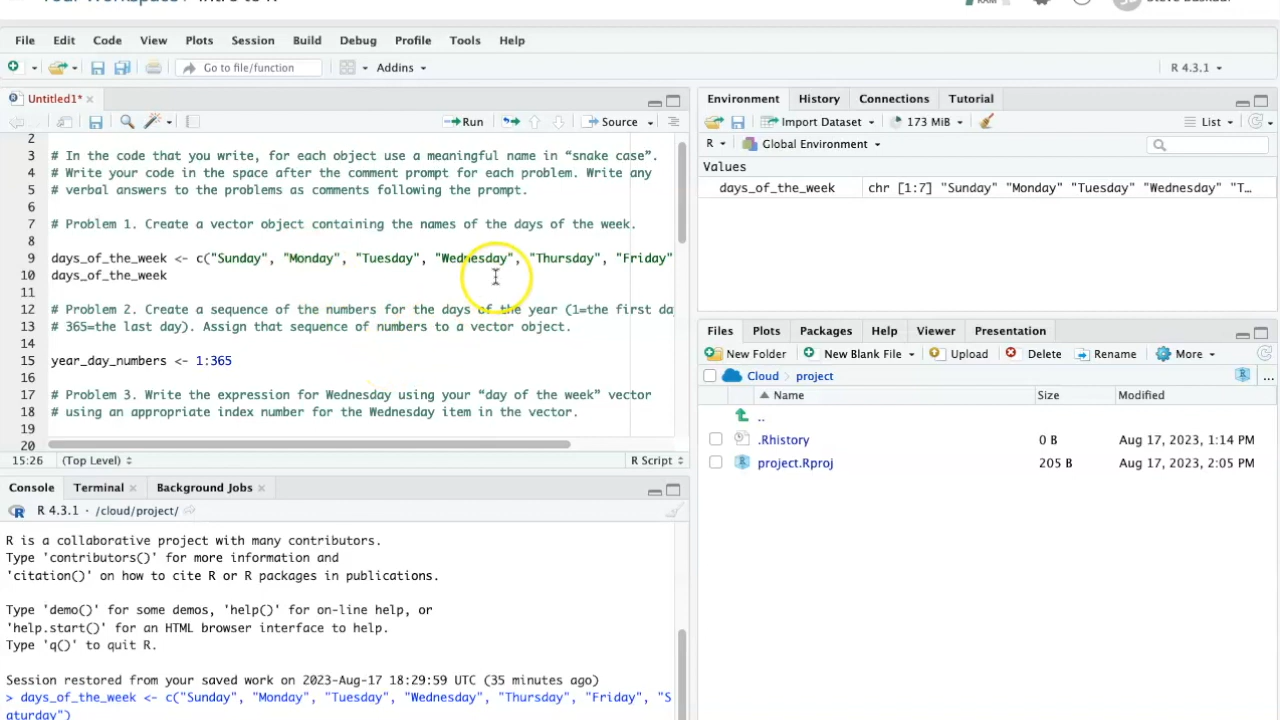 File Edit Code View Plots Session Build Debug Profile Tools Help
Go to file/function Addins R 4.3.1
Untitled1*
Run Source
2
3 # In the code that you write, for each object use a meaningful name in “snake case”.
4 # Write your code in the space after the comment prompt for each problem. Write any
5 # verbal answers to the problems as comments following the prompt.
6
7 # Problem 1. Create a vector object containing the names of the days of the week.
8
9 days_of_the_week <- c("Sunday", "Monday", "Tuesday", "Wednesday", "Thursday", "Friday"
10 days_of_the_week
11
12 # Problem 2. Create a sequence of the numbers for the days of the year (1=the first da
13 # 365=the last day). Assign that sequence of numbers to a vector object.
14
15 year_day_numbers <- 1:365
16
17 # Problem 3. Write the expression for Wednesday using your “day of the week” vector
18 # using an appropriate index number for the Wednesday item in the vector.
19
20
15:26 (Top Level) R Script
Console Terminal Background Jobs
R 4.3.1 · /cloud/project/
R is a collaborative project with many contributors.
Type 'contributors()' for more information and
'citation()' on how to cite R or R packages in publications.
Type 'demo()' for some demos, 'help()' for on-line help, or
'help.start()' for an HTML browser interface to help.
Type 'q()' to quit R.
Session restored from your saved work on 2023-Aug-17 18:29:59 UTC (35 minutes ago)
> days_of_the_week <- c("Sunday", "Monday", "Tuesday", "Wednesday", "Thursday", "Friday", "S
aturday")
Environment History Connections Tutorial
Import Dataset 173 MiB List
R Global Environment
Values
days_of_the_week chr [1:7] "Sunday" "Monday" "Tuesday" "Wednesday" "T…
Files Plots Packages Help Viewer Presentation
New Folder New Blank File Upload Delete Rename More
Cloud project ...
Name Size Modified
..
.Rhistory 0 B Aug 17, 2023, 1:14 PM
project.Rproj 205 B Aug 17, 2023, 2:05 PM